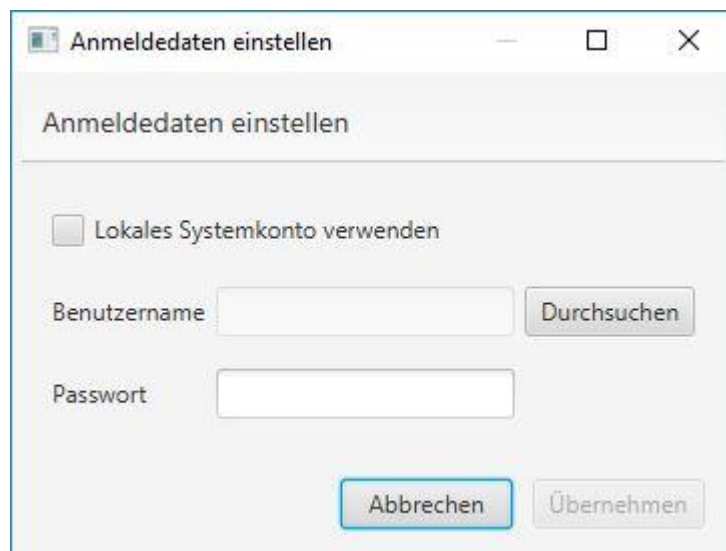 Anmeldedaten einstellen
Anmeldedaten einstellen
Lokales Systemkonto verwenden
Benutzername Durchsuchen
Passwort
Abbrechen Übernehmen